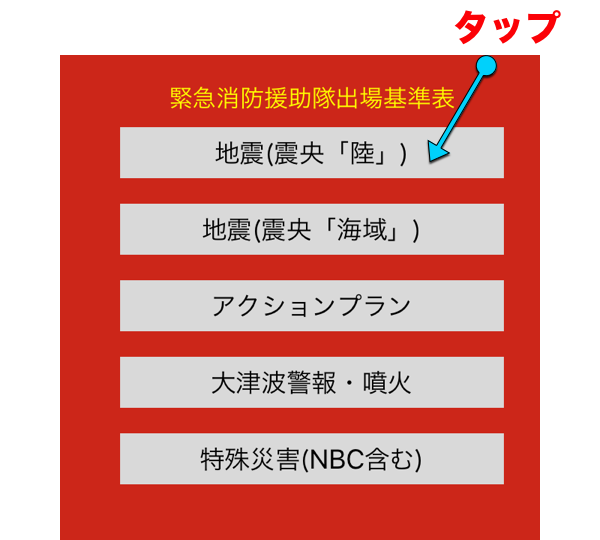 タップ
緊急消防援助隊出場基準表
地震(震央「陸」)
地震(震央「海域」)
アクションプラン
大津波警報・噴火
特殊災害(NBC含む)